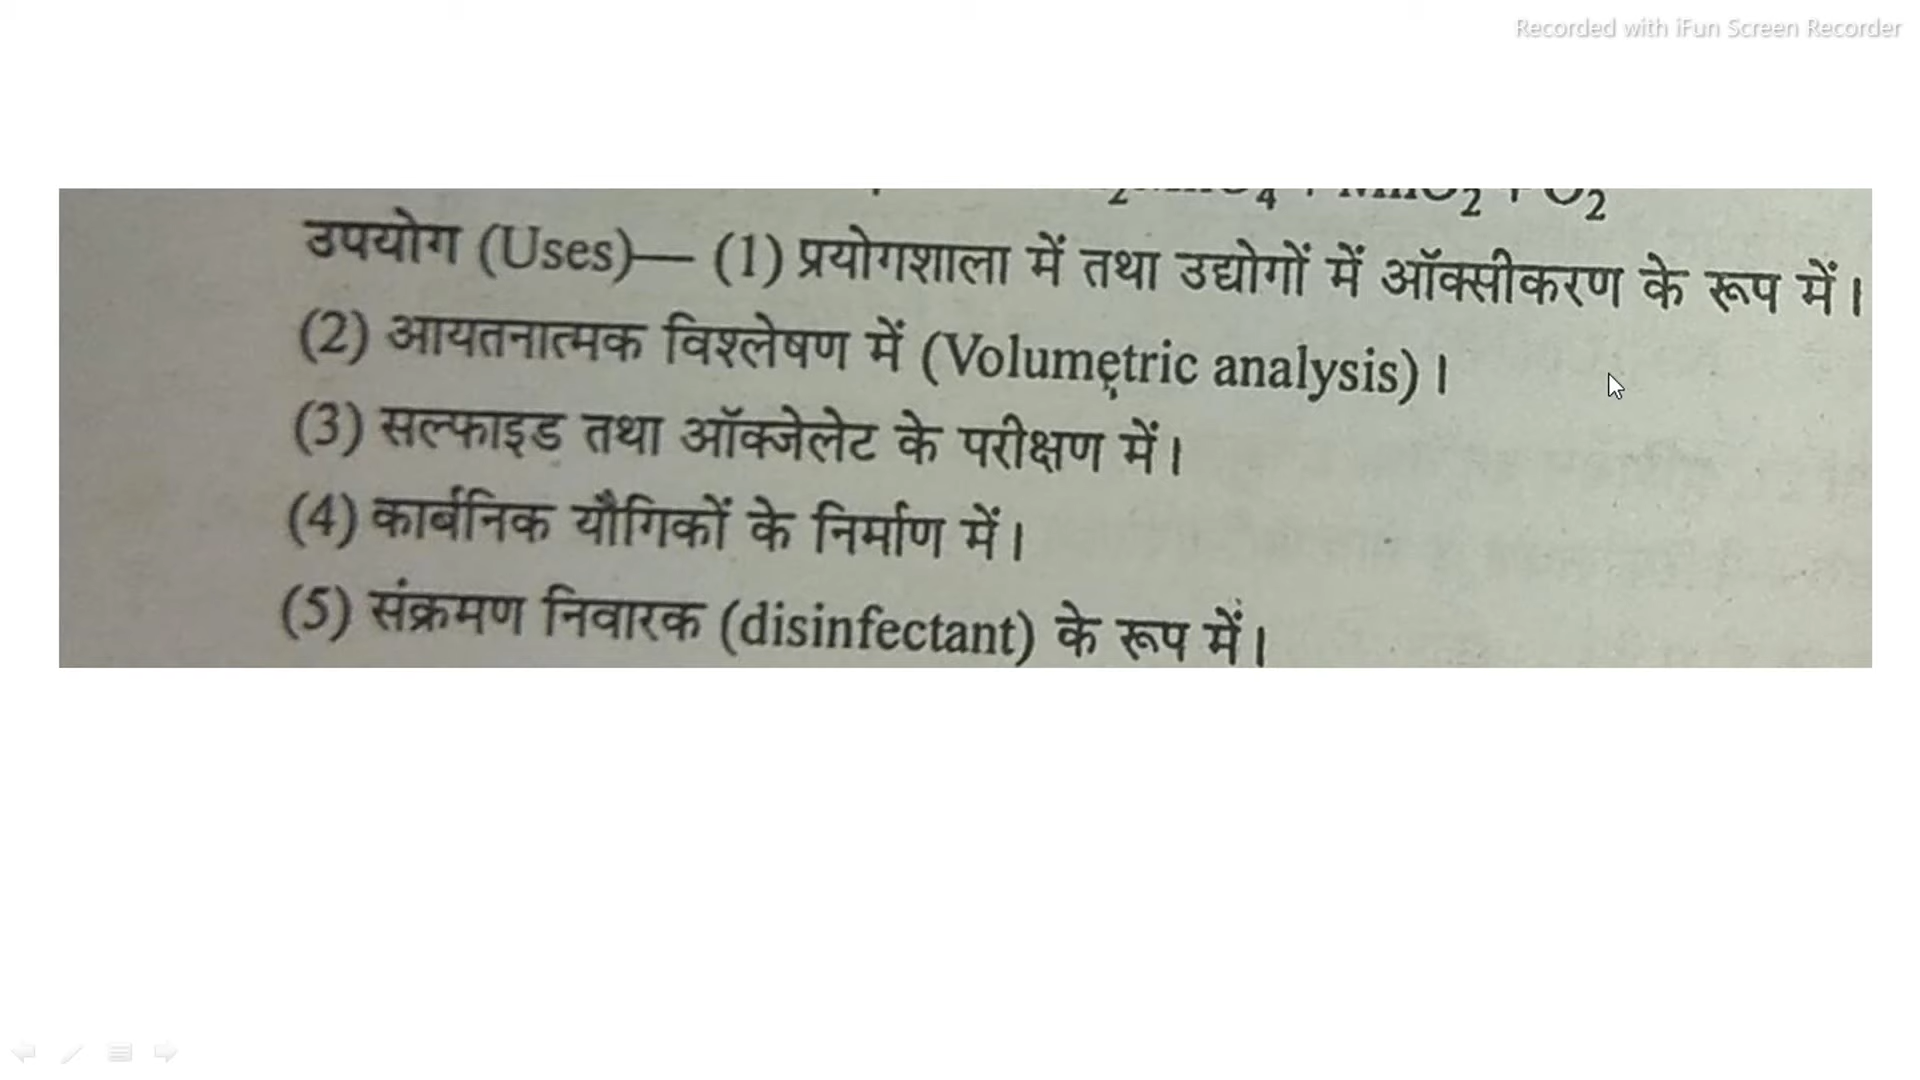 Recorded with iFun Screen Recorder
उपयोग (Uses)— (1) प्रयोगशाला में तथा उद्योगों में ऑक्सीकरण के रूप में।
(2) आयतनात्मक विश्लेषण में (Volumetric analysis)।
(3) सल्फाइड तथा ऑक्जेलेट के परीक्षण में।
(4) कार्बनिक यौगिकों के निर्माण में।
(5) संक्रमण निवारक (disinfectant) के रूप में।